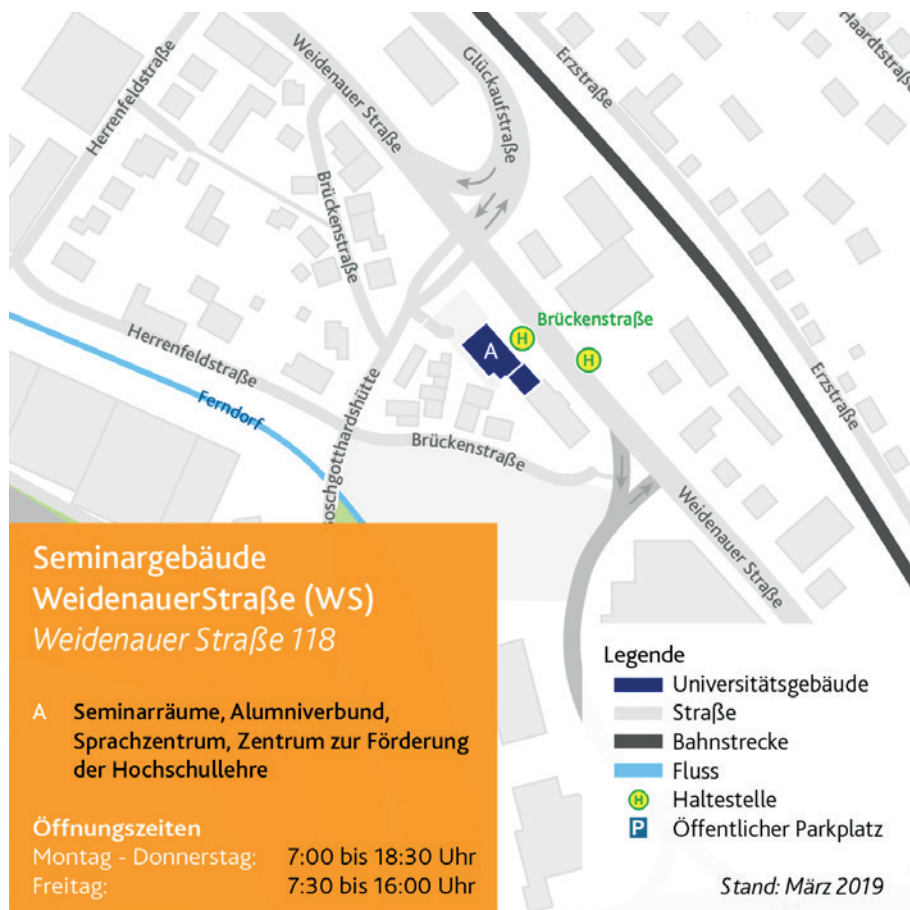 Weidenauer Straße
Glückaufstraße
Erzstraße
Haardtstraße
Herrenfeldstraße
Brückenstraße
Brückenstraße
H
H
A
Herrenfeldstraße
Ferndorf
Brückenstraße
Loschgotthardshütte
Erzstraße
Weidenauer Straße
Seminargebäude
WeidenauerStraße (WS)
Weidenauer Straße 118
A Seminarräume, Alumniverbund,
Sprachzentrum, Zentrum zur Förderung
der Hochschullehre
Öffnungszeiten
Montag - Donnerstag: 7:00 bis 18:30 Uhr
Freitag: 7:30 bis 16:00 Uhr
Legende
Universitätsgebäude
Straße
Bahnstrecke
Fluss
H Haltestelle
P Öffentlicher Parkplatz
Stand: März 2019